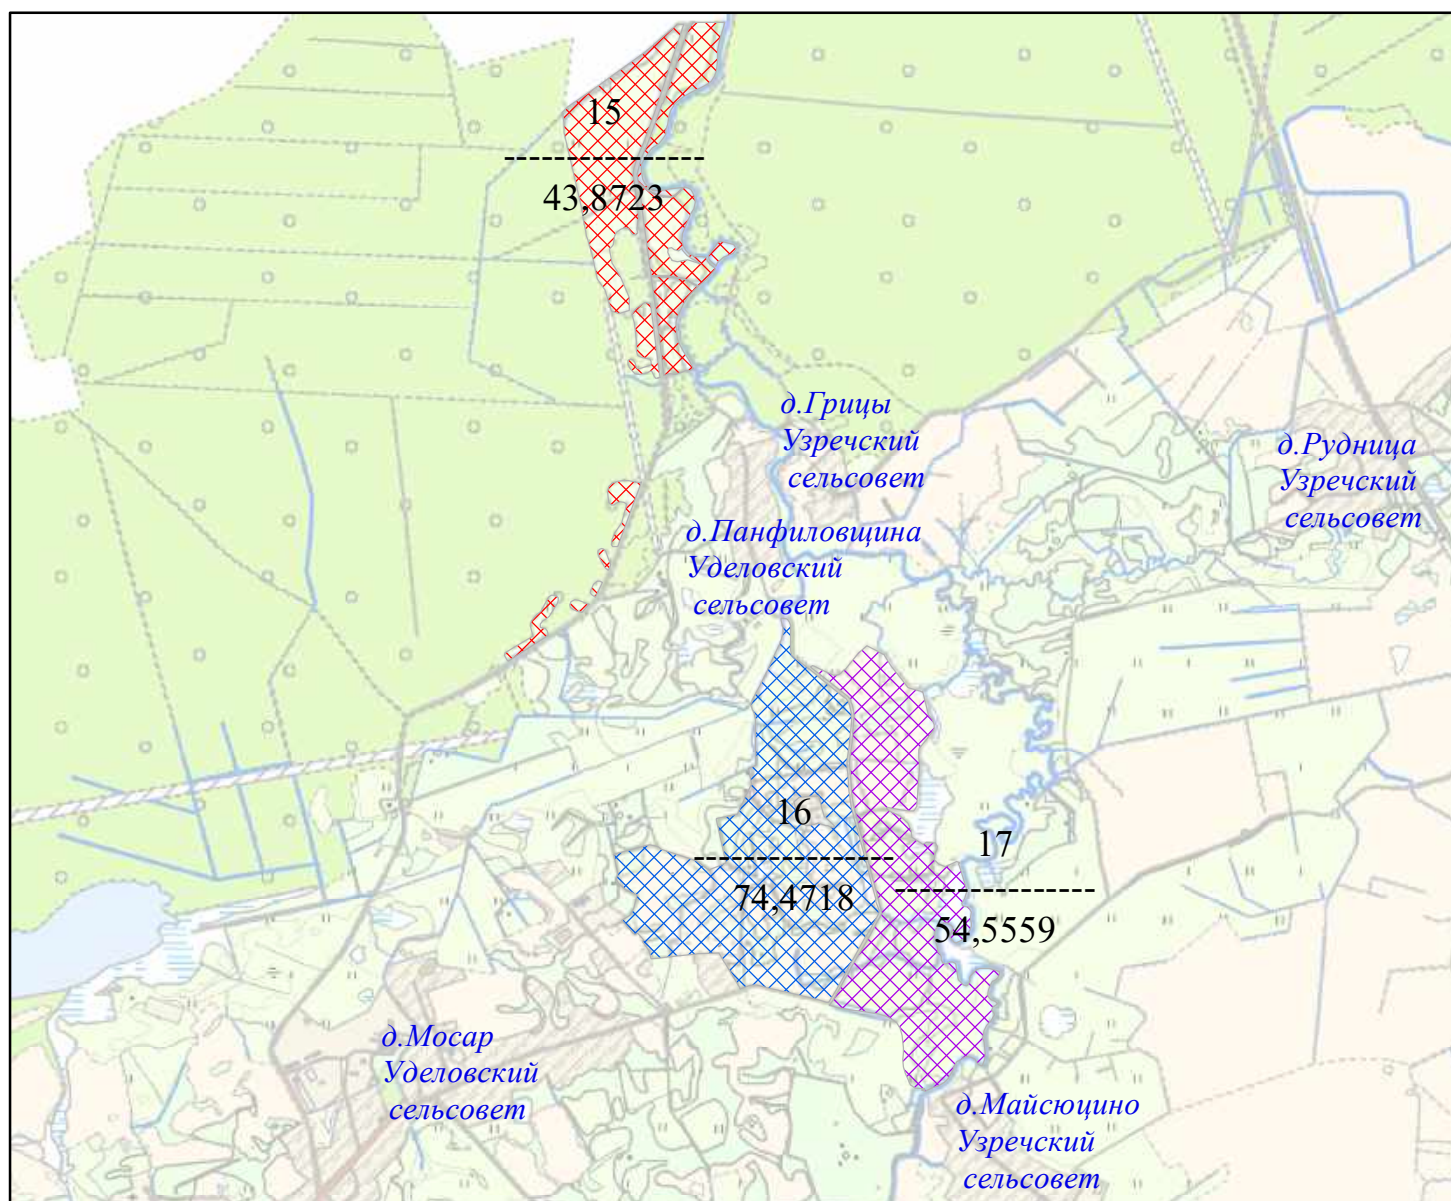 15
43,8723
д.Грицы
Узречский
сельсовет
д.Рудница
Узречский
сельсовет
д.Панфиловщина
Уделовский
сельсовет
16
74,4718
17
54,5559
д.Мосар
Уделовский
сельсовет
д.Майсюцино
Узречский
сельсовет